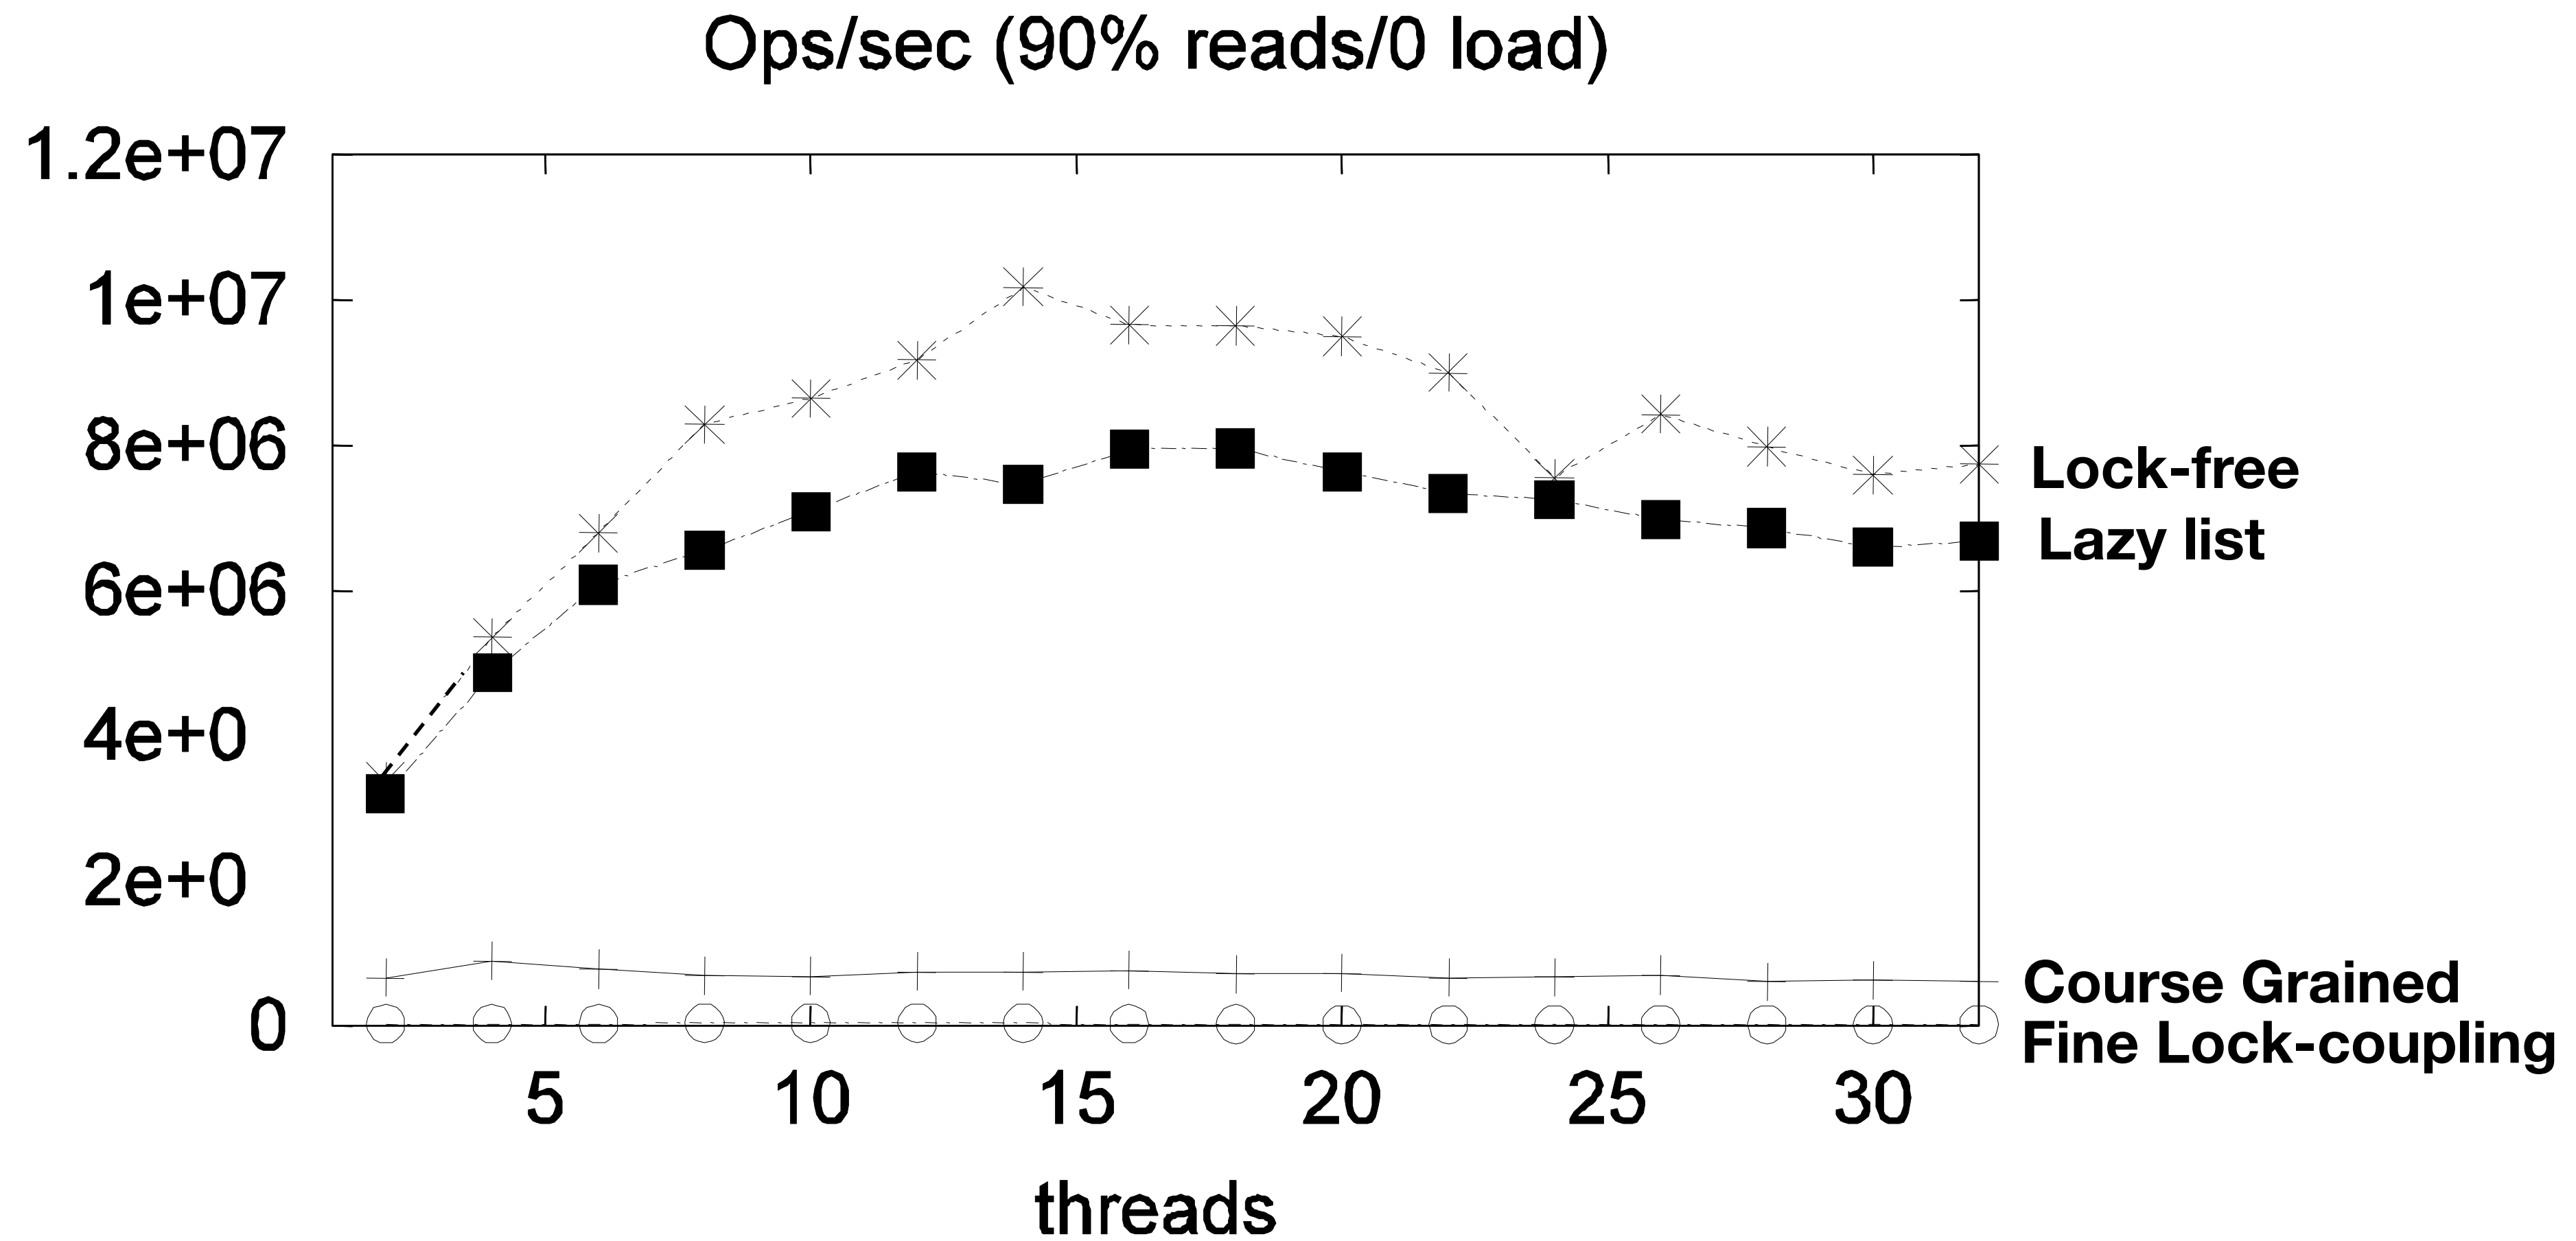 Ops/sec (90% reads/0 load)
1.2e+07
1e+07
8e+06
6e+06
4e+0
2e+0
0
Lock-free
Lazy list
Course Grained
Fine Lock-coupling
5 10 15 20 25 30
threads